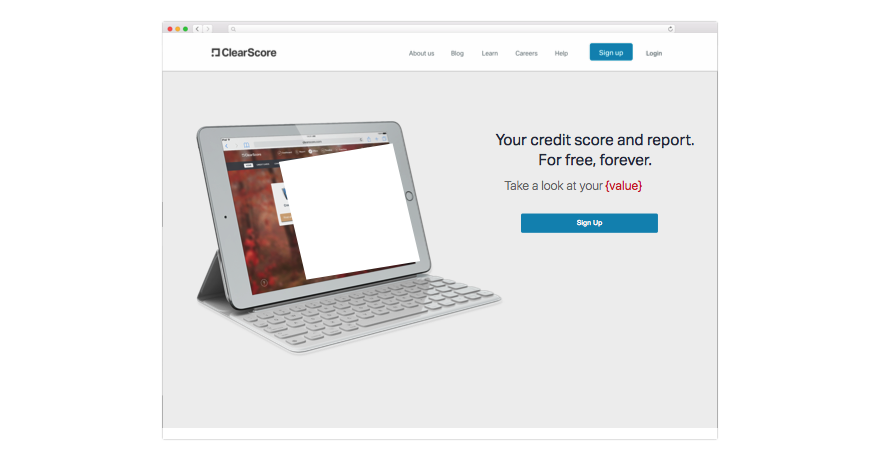 ClearScore
About us Blog Learn Careers Help Sign up Login
Your credit score and report.
For free, forever.
Take a look at your {value}
Sign Up
ClearScore